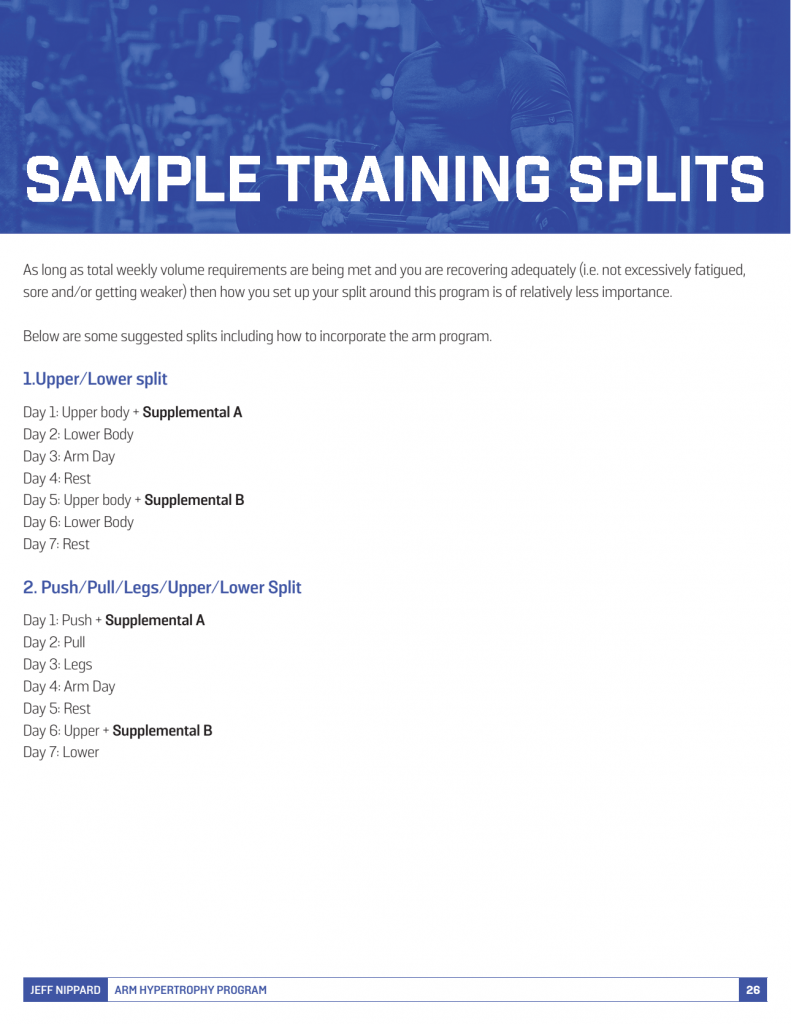 SAMPLE TRAINING SPLITS
As long as total weekly volume requirements are being met and you are recovering adequately (i.e. not excessively fatigued,
sore and/or getting weaker) then how you set up your split around this program is of relatively less importance.
Below are some suggested splits including how to incorporate the arm program.
1.Upper/Lower split
Day 1: Upper body + Supplemental A
Day 2: Lower Body
Day 3: Arm Day
Day 4: Rest
Day 5: Upper body + Supplemental B
Day 6: Lower Body
Day 7: Rest
2. Push/Pull/Legs/Upper/Lower Split
Day 1: Push + Supplemental A
Day 2: Pull
Day 3: Legs
Day 4: Arm Day
Day 5: Rest
Day 6: Upper + Supplemental B
Day 7: Lower
JEFF NIPPARD ARM HYPERTROPHY PROGRAM 26